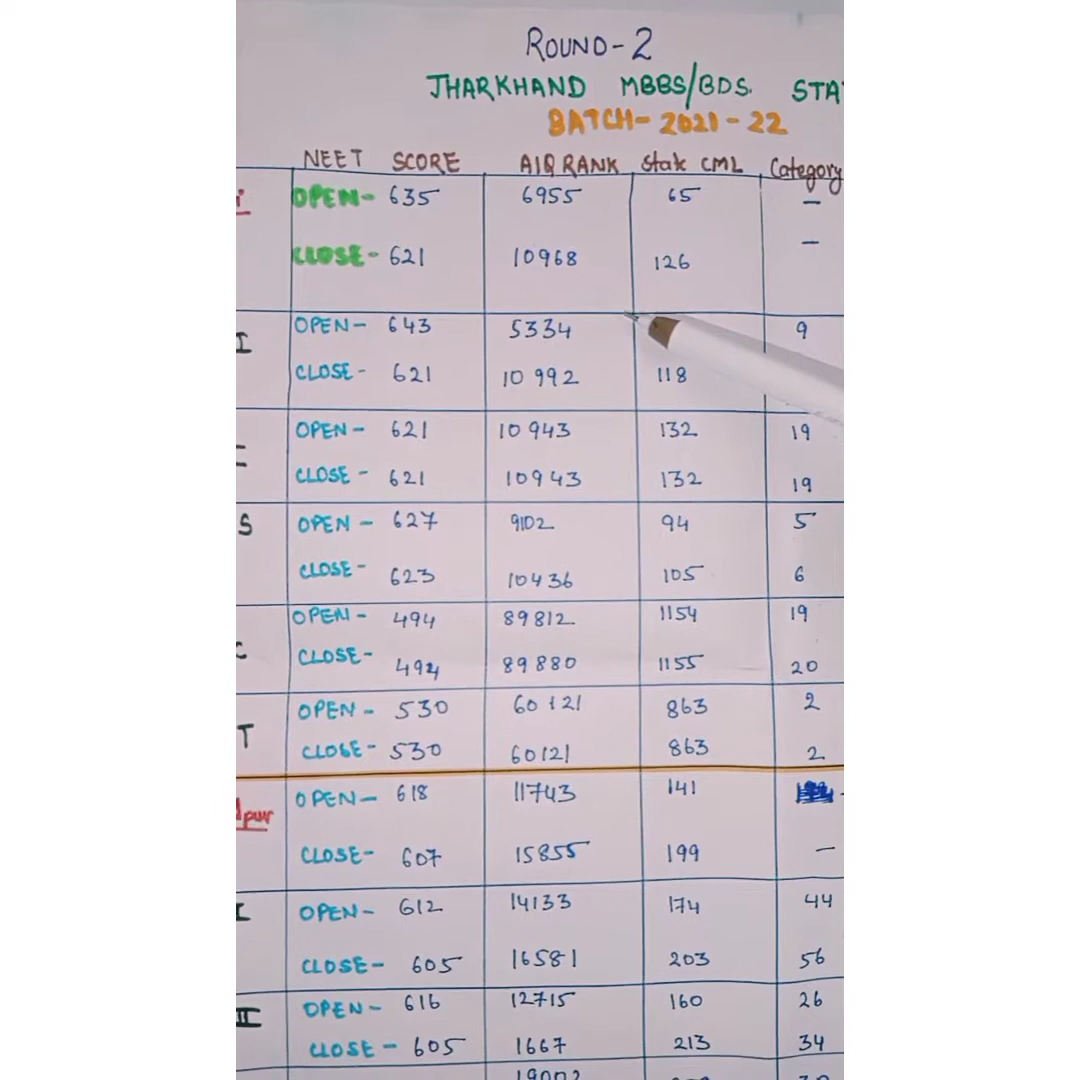 ROUND-2
JHARKHAND MBBS/BDS. STA
BATCH- 2021-22
NEET SCORE AIQ RANK State CML Category
OPEN- 635 6955 65 —
CLOSE- 621 10968 126 —
I OPEN- 643 5334 9
CLOSE- 621 10992 118
OPEN- 621 10943 132 19
CLOSE- 621 10943 132 19
S OPEN- 627 9102 94 5
CLOSE- 623 10436 105 6
OPEN- 494 89812 1154 19
C CLOSE- 494 89880 1155 20
OPEN- 530 60121 863 2
T CLOSE- 530 60121 863 2
OPEN- 618 11743 141
pur
CLOSE- 607 15855 199 —
I OPEN- 612 14133 174 44
CLOSE- 605 16581 203 56
II OPEN- 616 12715 160 26
CLOSE- 605 1667 213 34
19002